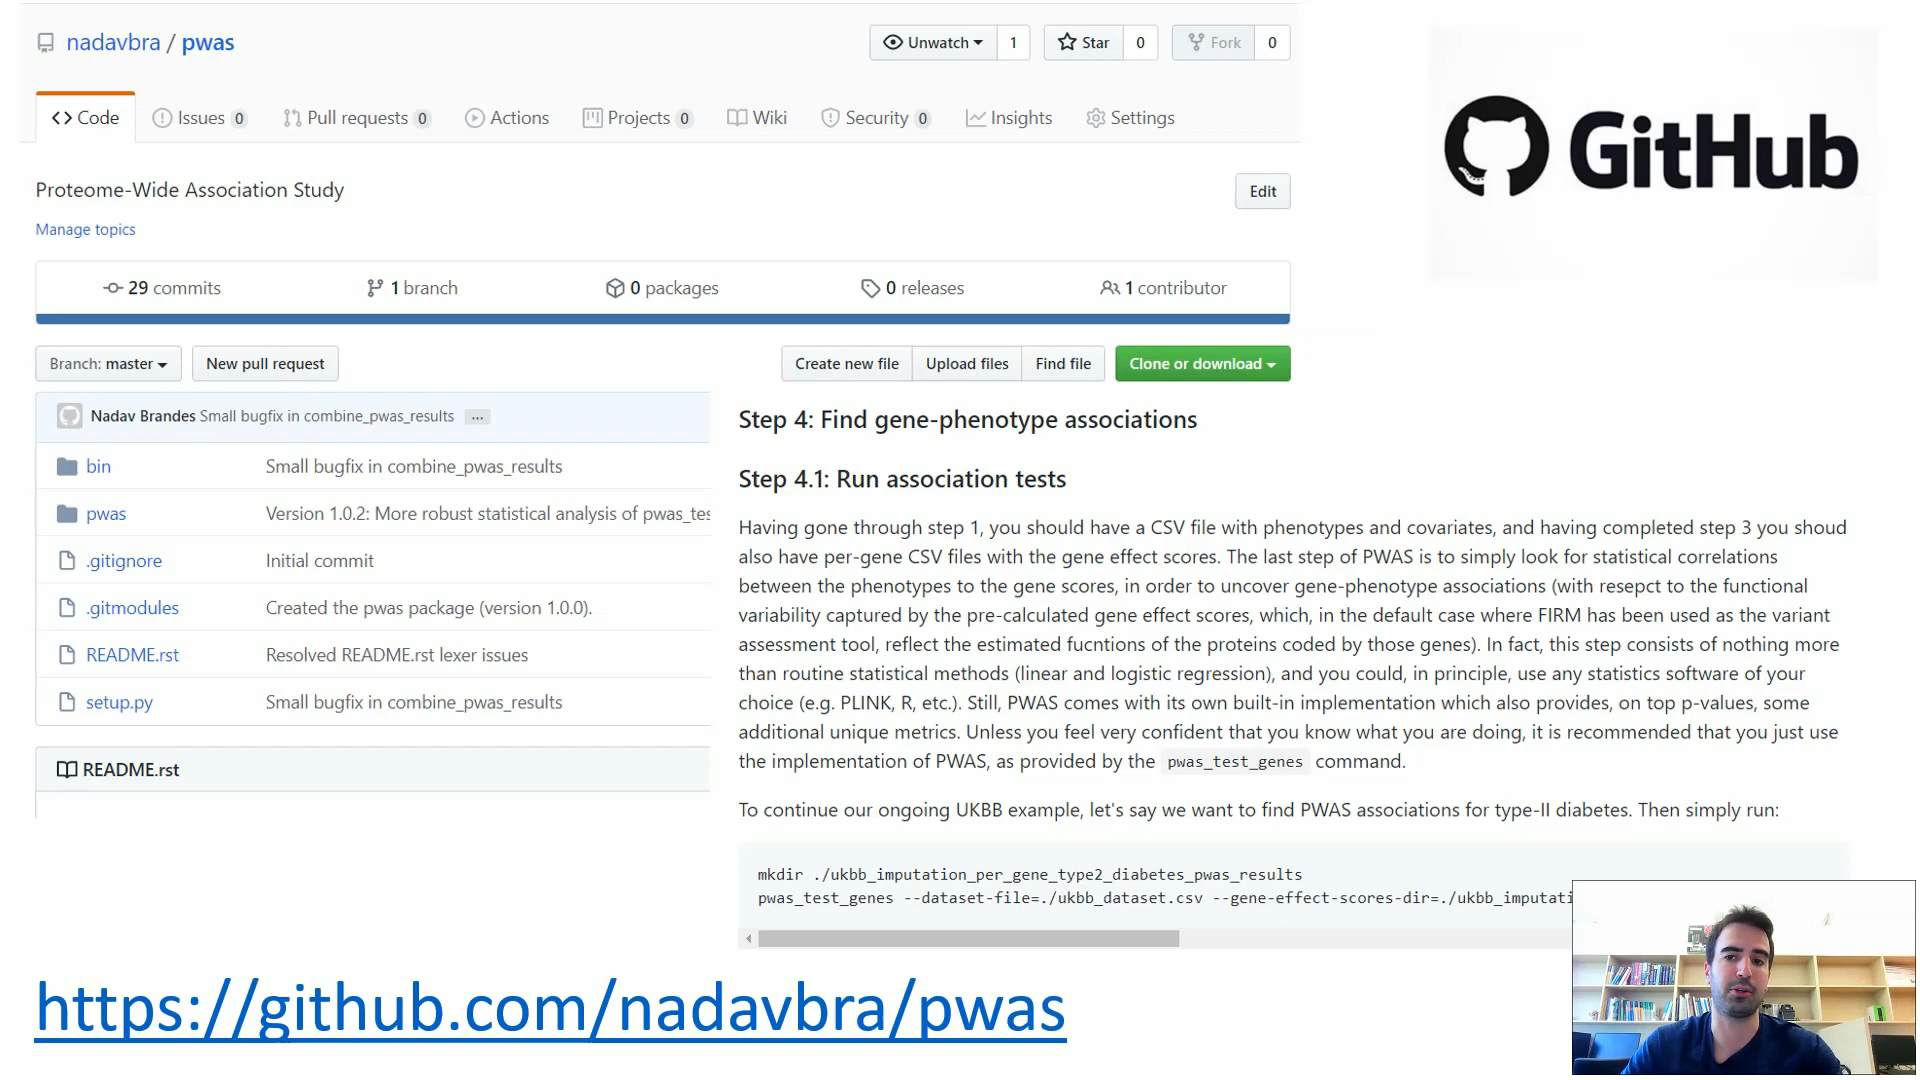 nadavbra / pwas
Unwatch 1 Star 0 Fork 0
GitHub
Code Issues 0 Pull requests 0 Actions Projects 0 Wiki Security 0 Insights Settings
Proteome-Wide Association Study
Edit
Manage topics
29 commits 1 branch 0 packages 0 releases 1 contributor
Branch: master New pull request Create new file Upload files Find file Clone or download
Nadav Brandes Small bugfix in combine_pwas_results ...
bin Small bugfix in combine_pwas_results
pwas Version 1.0.2: More robust statistical analysis of pwas_tes
.gitignore Initial commit
.gitmodules Created the pwas package (version 1.0.0).
README.rst Resolved README.rst lexer issues
setup.py Small bugfix in combine_pwas_results
README.rst
Step 4: Find gene-phenotype associations
Step 4.1: Run association tests
Having gone through step 1, you should have a CSV file with phenotypes and covariates, and having completed step 3 you shoud
also have per-gene CSV files with the gene effect scores. The last step of PWAS is to simply look for statistical correlations
between the phenotypes to the gene scores, in order to uncover gene-phenotype associations (with resepct to the functional
variability captured by the pre-calculated gene effect scores, which, in the default case where FIRM has been used as the variant
assessment tool, reflect the estimated fucntions of the proteins coded by those genes). In fact, this step consists of nothing more
than routine statistical methods (linear and logistic regression), and you could, in principle, use any statistics software of your
choice (e.g. PLINK, R, etc.). Still, PWAS comes with its own built-in implementation which also provides, on top p-values, some
additional unique metrics. Unless you feel very confident that you know what you are doing, it is recommended that you just use
the implementation of PWAS, as provided by the pwas_test_genes command.
To continue our ongoing UKBB example, let's say we want to find PWAS associations for type-II diabetes. Then simply run:
mkdir ./ukbb_imputation_per_gene_type2_diabetes_pwas_results
pwas_test_genes --dataset-file=./ukbb_dataset.csv --gene-effect-scores-dir=./ukbb_imputati
https://github.com/nadavbra/pwas